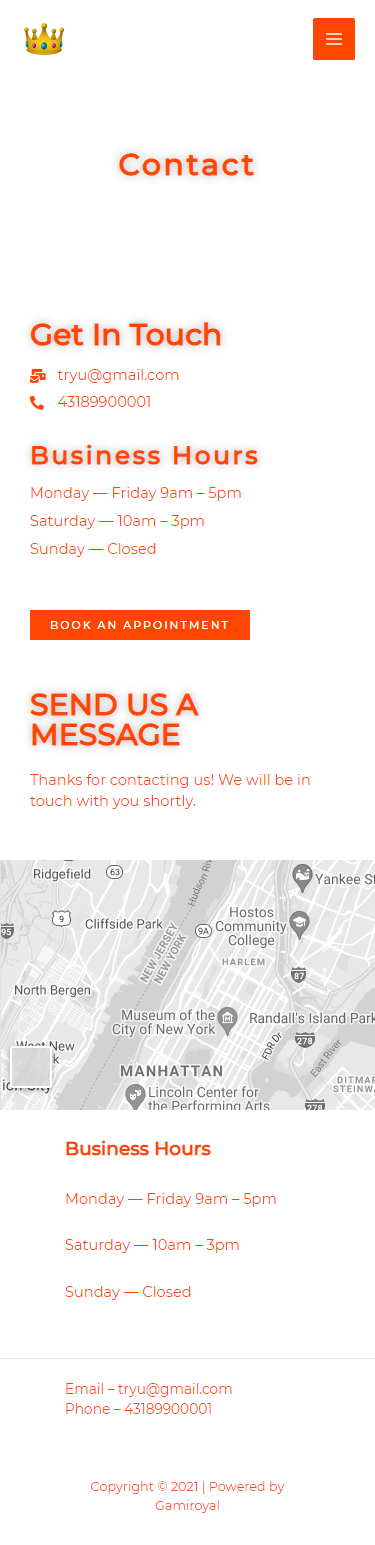 Contact
Get In Touch
tryu@gmail.com
43189900001
Business Hours
Monday — Friday 9am – 5pm
Saturday — 10am – 3pm
Sunday — Closed
BOOK AN APPOINTMENT
SEND US A
MESSAGE
Thanks for contacting us! We will be in
touch with you shortly.
Ridgefield
63
Yankee St
Hudson Riv
9
Cliffside Park
9A
Hostos
Community
College
95
NEW JERSEY
NEW YORK
HARLEM
87
North Bergen
Museum of the
City of New York
Randall's Island Park
278
FDR Dr
East River
West New
York
MANHATTAN
DITMAR
STEINWA
ion City
Lincoln Center for
the Performing Arts
278
Business Hours
Monday — Friday 9am – 5pm
Saturday — 10am – 3pm
Sunday — Closed
Email – tryu@gmail.com
Phone – 43189900001
Copyright © 2021 | Powered by
Gamiroyal